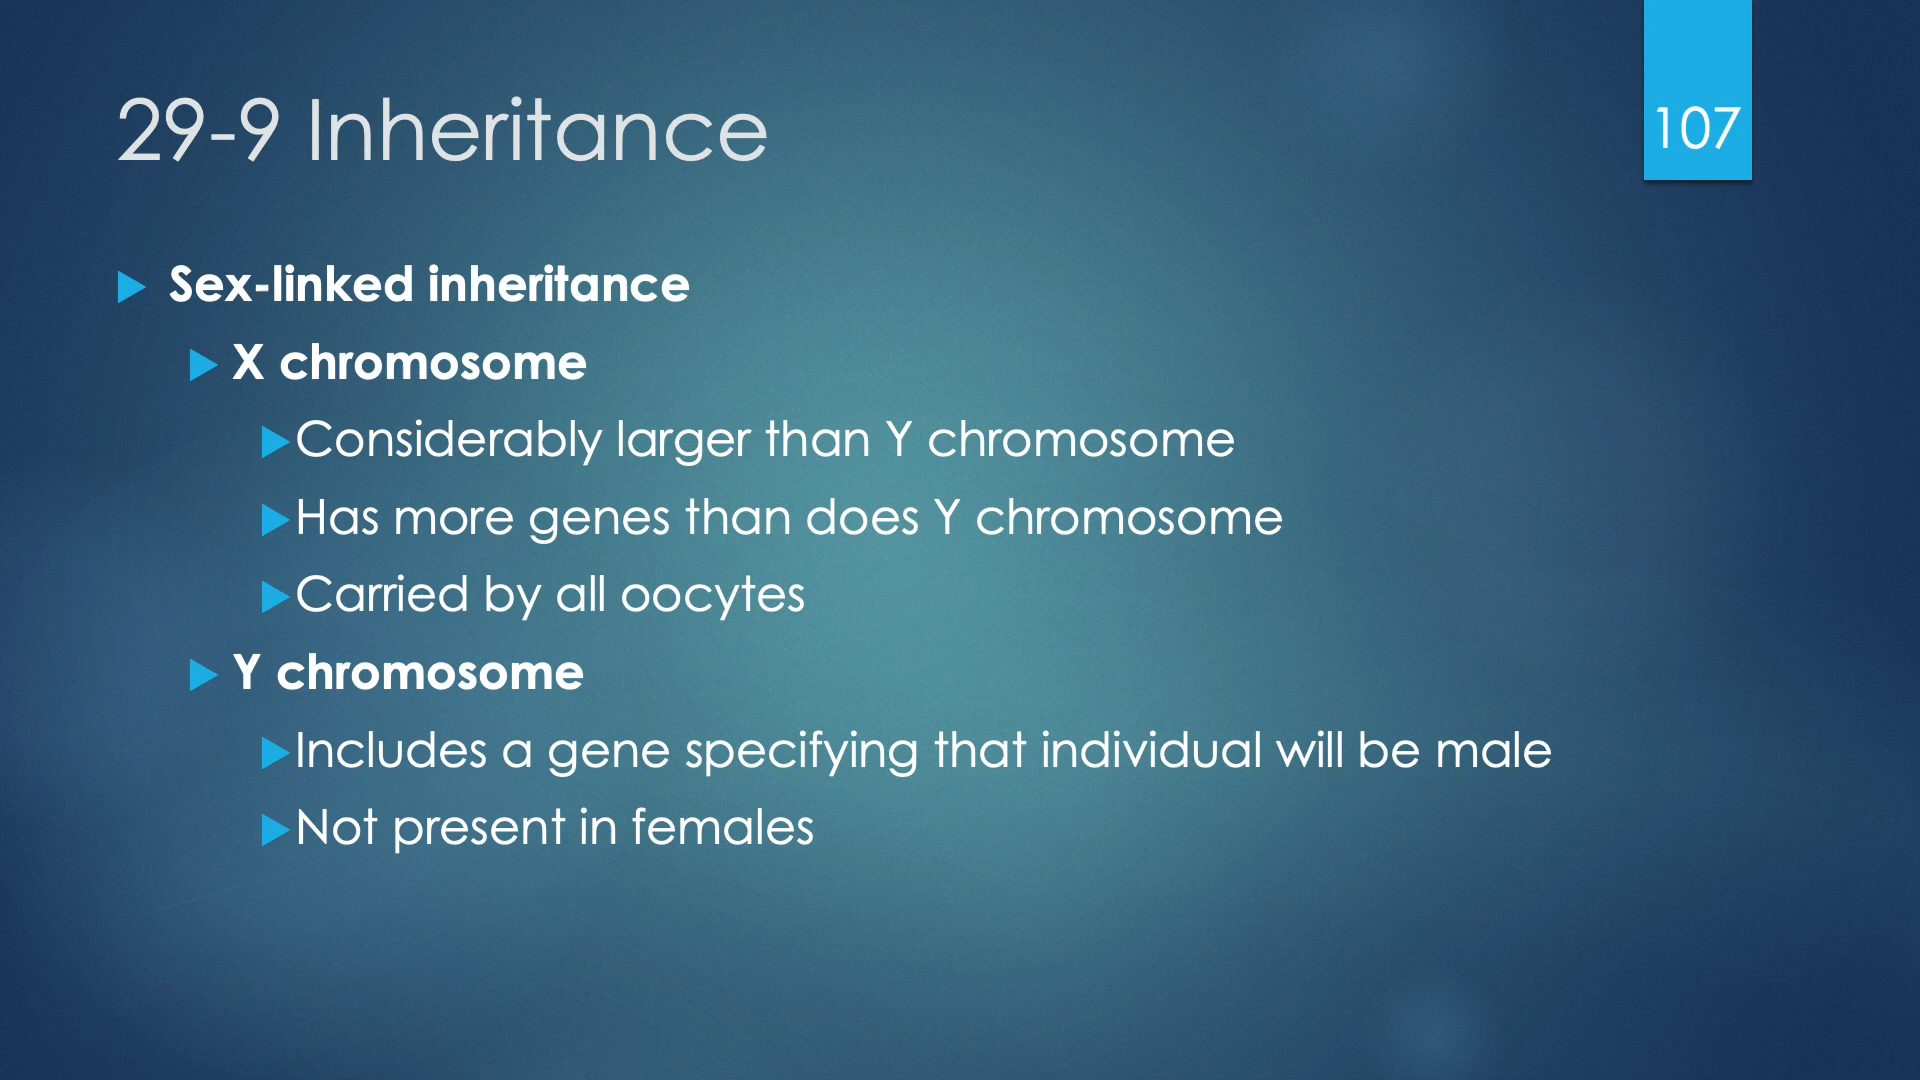 29-9 Inheritance
107
Sex-linked inheritance
X chromosome
Considerably larger than Y chromosome
Has more genes than does Y chromosome
Carried by all oocytes
Y chromosome
Includes a gene specifying that individual will be male
Not present in females